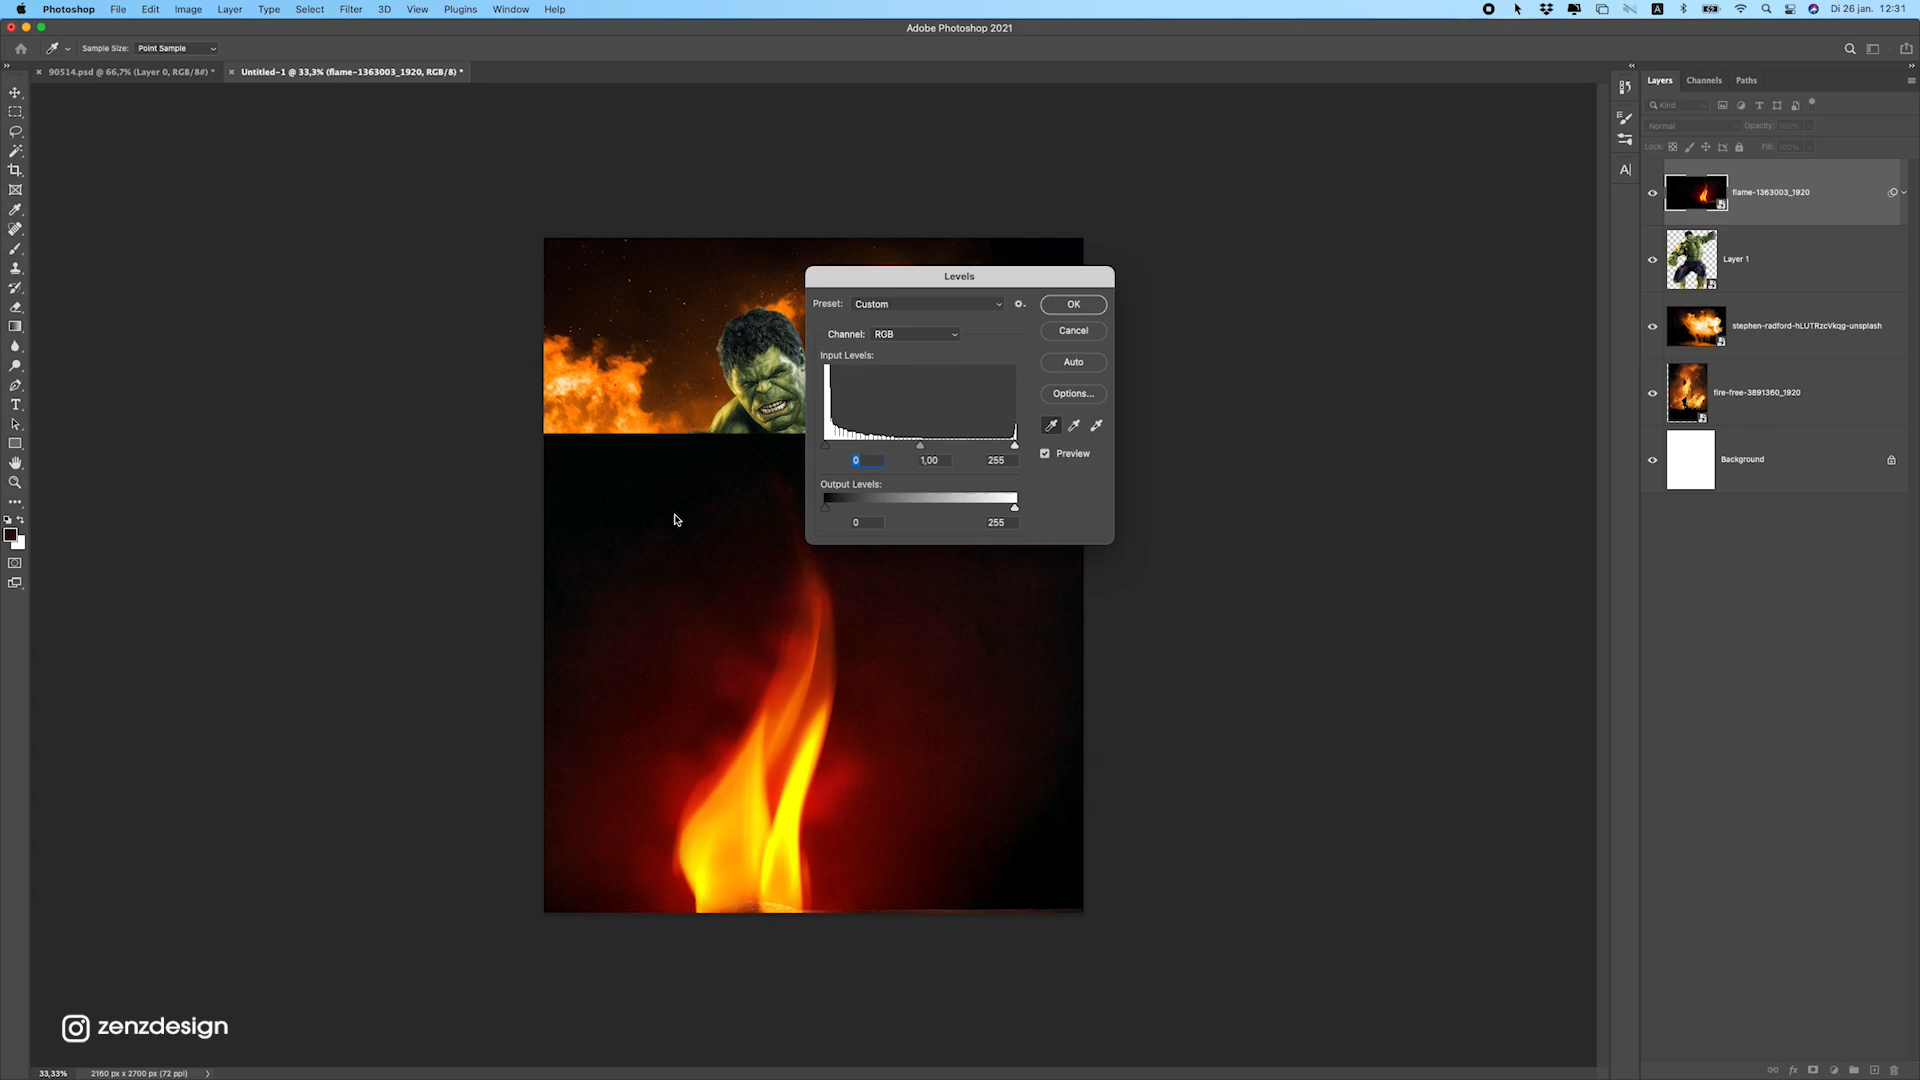 Photoshop File Edit Image Layer Type Select Filter 3D View Plugins Window Help
A Di 26 jan. 12:31
Adobe Photoshop 2021
Sample Size: Point Sample
90514.psd @ 66,7% (Layer 0, RGB/8#) *
Untitled-1 @ 33,3% (flame-1363003_1920, RGB/8) *
Layers Channels Paths
Kind
Normal Opacity: 100%
Lock: Fill: 100%
flame-1363003_1920
Layer 1
stephen-radford-hLUTRzcVkqg-unsplash
fire-free-3891360_1920
Background
Levels
Preset: Custom
OK
Cancel
Auto
Options...
Preview
Channel: RGB
Input Levels:
0 1,00 255
Output Levels:
0 255
zenzdesign
33,33% 2160 px x 2700 px (72 ppi)